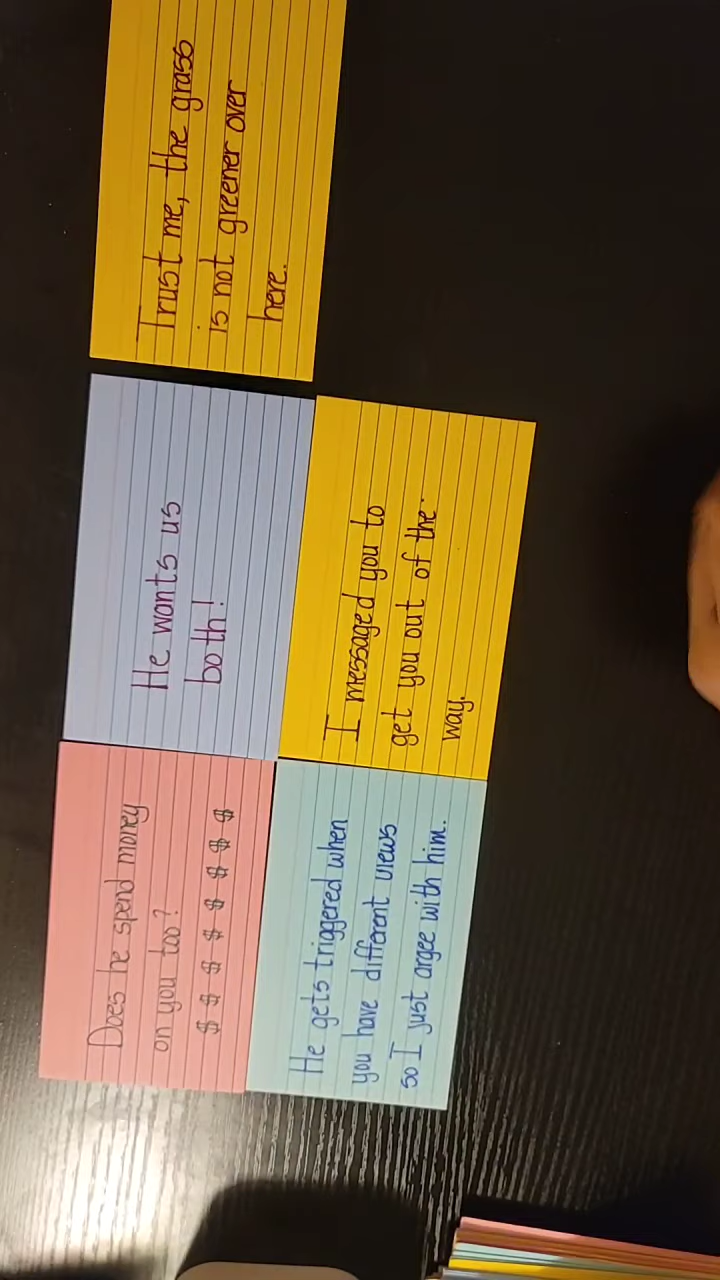 Does he spend money
on you too?
$ $ $ $ $ $ $ $
He wants us
both!
Trust me, the grass
is not greener over
here.
He gets triggered when
you have different views
so I just argee with him.
I messaged you to
get you out of the
way.